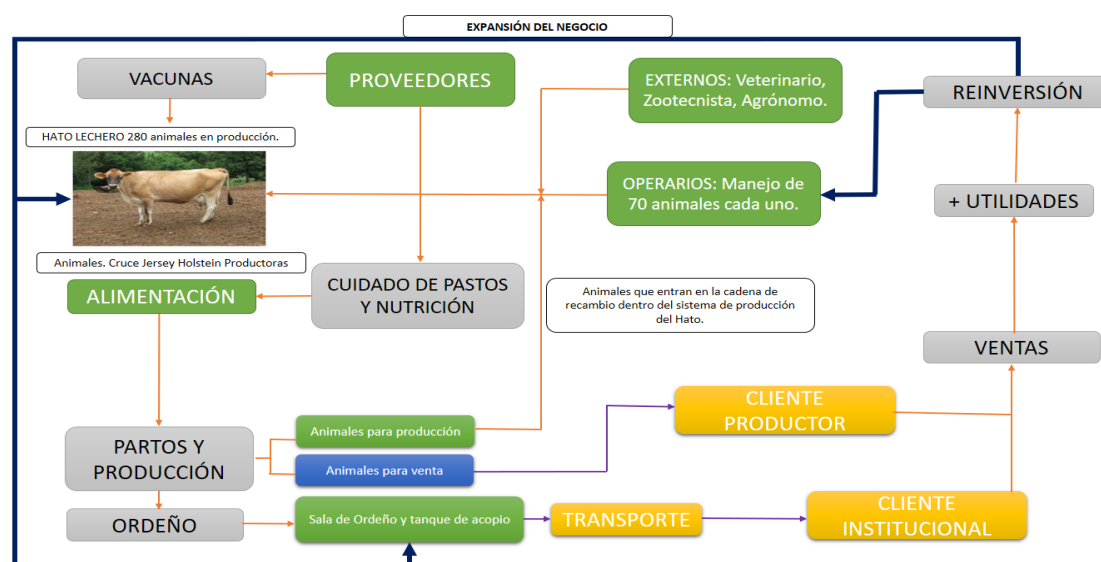 EXPANSIÓN DEL NEGOCIO
VACUNAS
PROVEEDORES
EXTERNOS: Veterinario,
Zootecnista, Agrónomo.
REINVERSIÓN
HATO LECHERO 280 animales en producción.
OPERARIOS: Manejo de
70 animales cada uno.
+ UTILIDADES
Animales. Cruce Jersey Holstein Productoras
ALIMENTACIÓN
CUIDADO DE PASTOS
Y NUTRICIÓN
Animales que entran en la cadena de
recambio dentro del sistema de producción
del Hato.
VENTAS
CLIENTE
PRODUCTOR
PARTOS Y
PRODUCCIÓN
Animales para producción
Animales para venta
ORDEÑO
Sala de Ordeño y tanque de acopio
TRANSPORTE
CLIENTE
INSTITUCIONAL